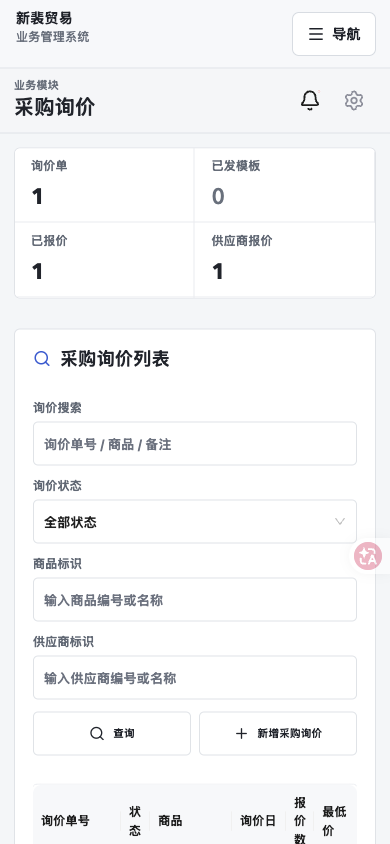 新裴贸易
业务管理系统
导航
业务模块
采购询价
询价单
已发模板
1
0
已报价
供应商报价
1
1
采购询价列表
询价搜索
询价单号 / 商品 / 备注
询价状态
全部状态
商品标识
输入商品编号或名称
供应商标识
输入供应商编号或名称
查询
新增采购询价
询价单号
状态
商品
询价日
报价数
最低价